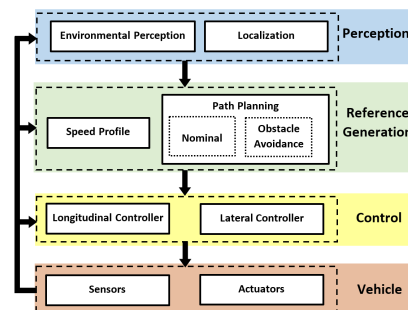 Environmental Perception
Localization
Perception
Path Planning
Speed Profile
Nominal
Obstacle
Avoidance
Reference
Generation
Longitudinal Controller
Lateral Controller
Control
Sensors
Actuators
Vehicle